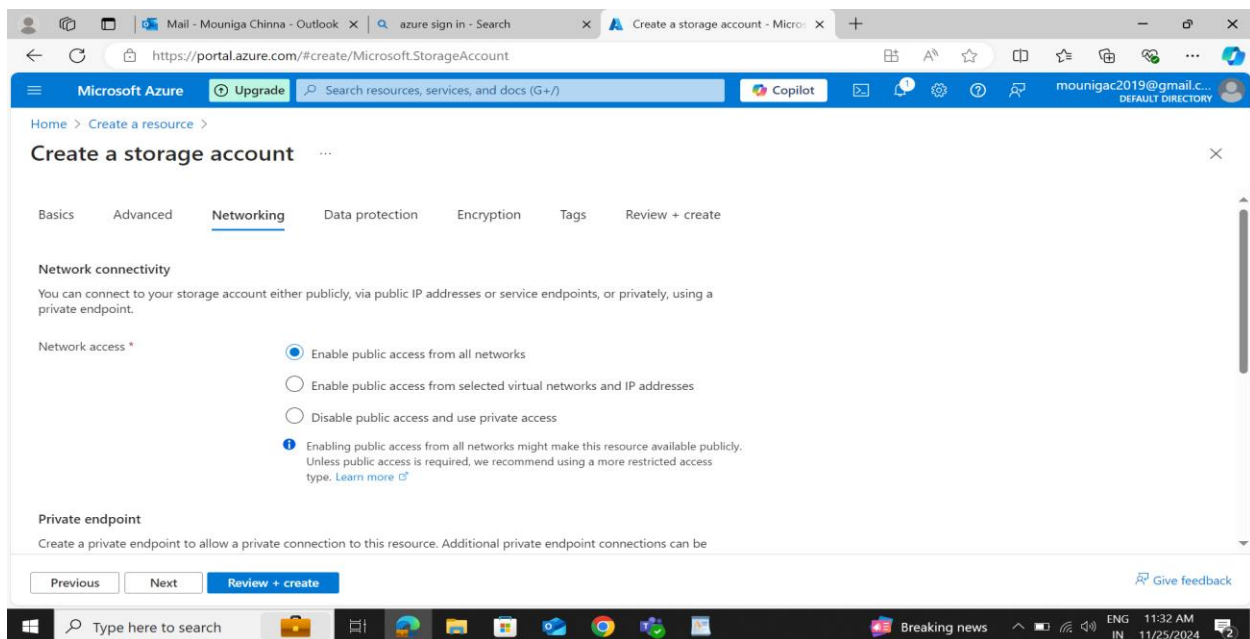 Mail - Mouniga Chinna - Outlook
azure sign in - Search
Create a storage account - Micros
https://portal.azure.com/#create/Microsoft.StorageAccount
Microsoft Azure
Upgrade
Search resources, services, and docs (G+/)
Copilot
1
mounigac2019@gmail.c...
DEFAULT DIRECTORY
Home > Create a resource >
Create a storage account ...
Basics Advanced Networking Data protection Encryption Tags Review + create
Network connectivity
You can connect to your storage account either publicly, via public IP addresses or service endpoints, or privately, using a
private endpoint.
Network access *
Enable public access from all networks
Enable public access from selected virtual networks and IP addresses
Disable public access and use private access
Enabling public access from all networks might make this resource available publicly.
Unless public access is required, we recommend using a more restricted access
type. Learn more
Private endpoint
Create a private endpoint to allow a private connection to this resource. Additional private endpoint connections can be
Previous Next Review + create Give feedback
Type here to search
Breaking news
ENG
IN
11:32 AM
11/25/2024
2